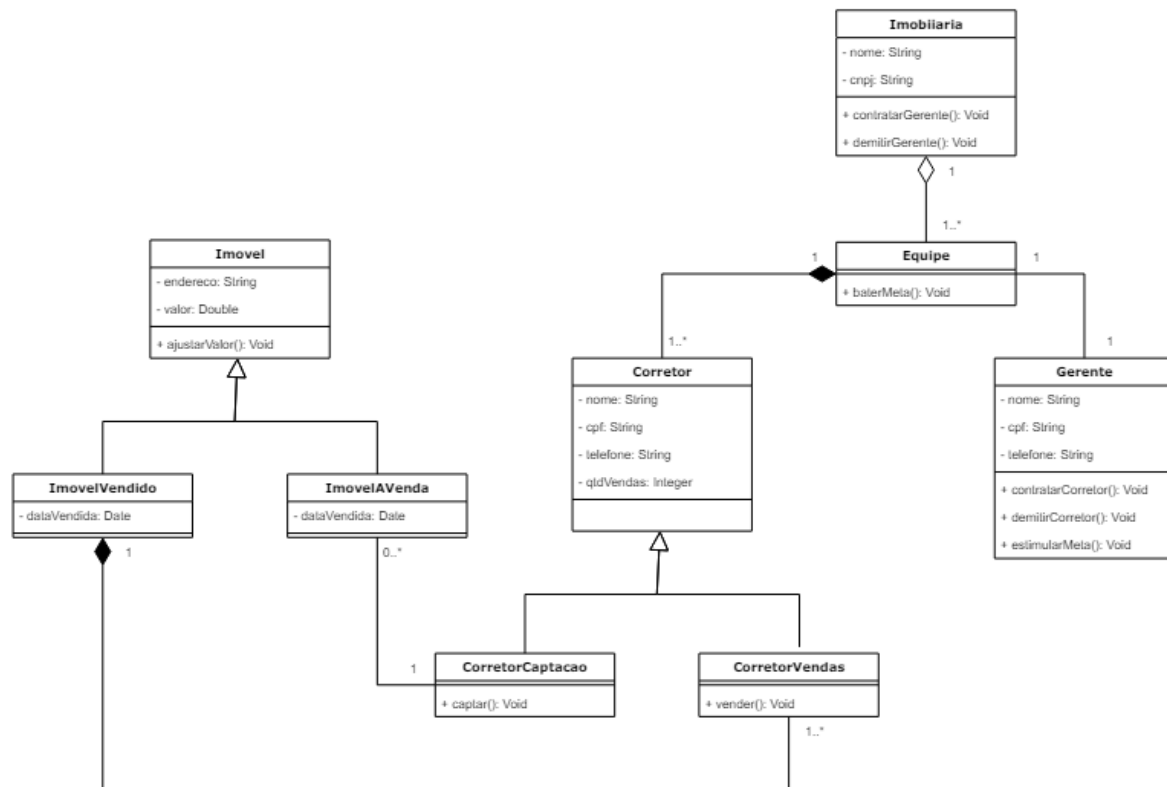 Imobiiaria
- nome: String
- cnpj: String
+ contratarGerente(): Void
+ demitirGerente(): Void
1
1..*
Equipe
+ baterMeta(): Void
1
1
Imovel
- endereco: String
- valor: Double
+ ajustarValor(): Void
1..*
1
Corretor
- nome: String
- cpf: String
- telefone: String
- qtdVendas: Integer
Gerente
- nome: String
- cpf: String
- telefone: String
+ contratarCorretor(): Void
+ demitirCorretor(): Void
+ estimularMeta(): Void
ImovelVendido
- dataVendida: Date
1
ImovelAVenda
- dataVendida: Date
0..*
1
CorretorCaptacao
+ captar(): Void
CorretorVendas
+ vender(): Void
1..*